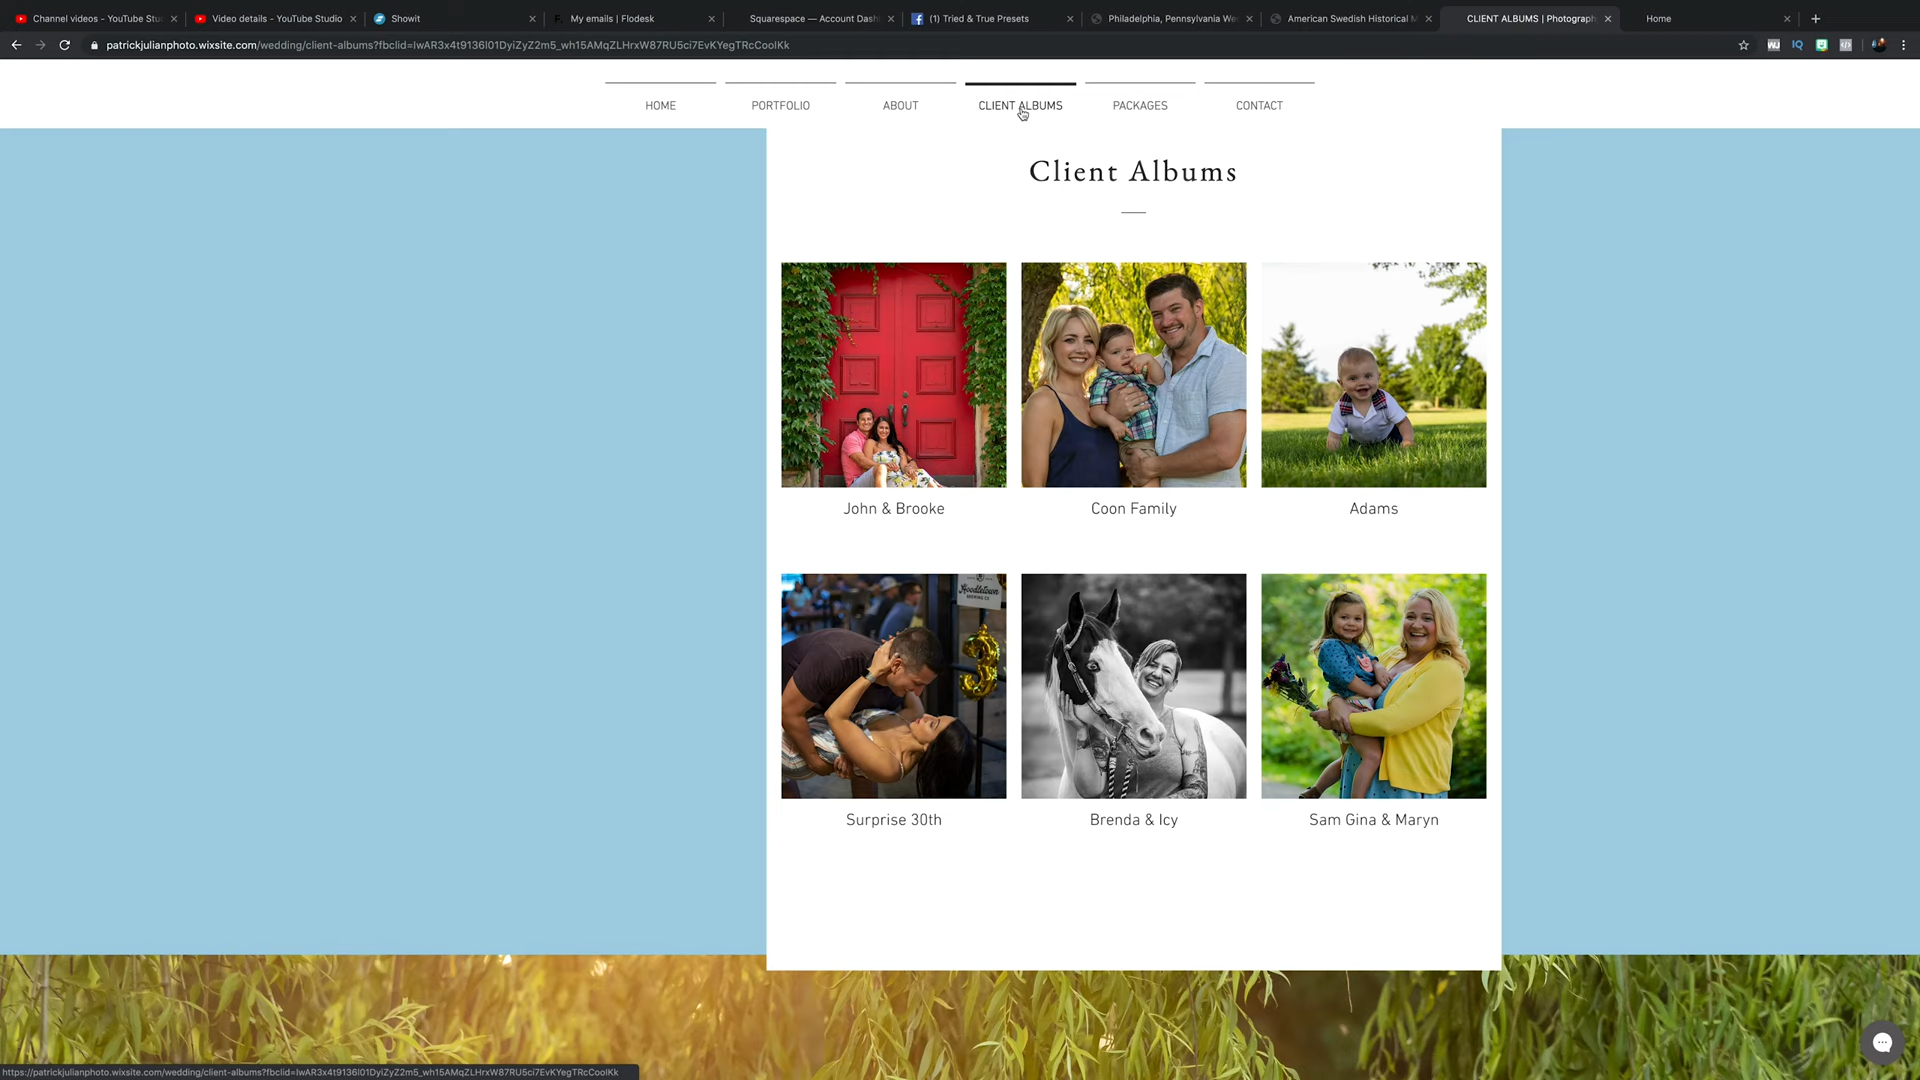 Channel videos - YouTube Stu
Video details - YouTube Studio
Showit
My emails | Flodesk
Squarespace — Account Dash
(1) Tried & True Presets
Philadelphia, Pennsylvania We
American Swedish Historical M
CLIENT ALBUMS | Photograph
Home
patrickjulianphoto.wixsite.com/wedding/client-albums?fbclid=IwAR3x4t9136l01DyiZyZ2m5_wh15AMqZLHrxW87RU5ci7EvKYegTRcCoolKk
HOME
PORTFOLIO
ABOUT
CLIENT ALBUMS
PACKAGES
CONTACT
Client Albums
John & Brooke
Coon Family
Adams
Surprise 30th
Brenda & Icy
Sam Gina & Maryn
https://patrickjulianphoto.wixsite.com/wedding/client-albums?fbclid=IwAR3x4t9136l01DyiZyZ2m5_wh15AMqZLHrxW87RU5ci7EvKYegTRcCoolKk